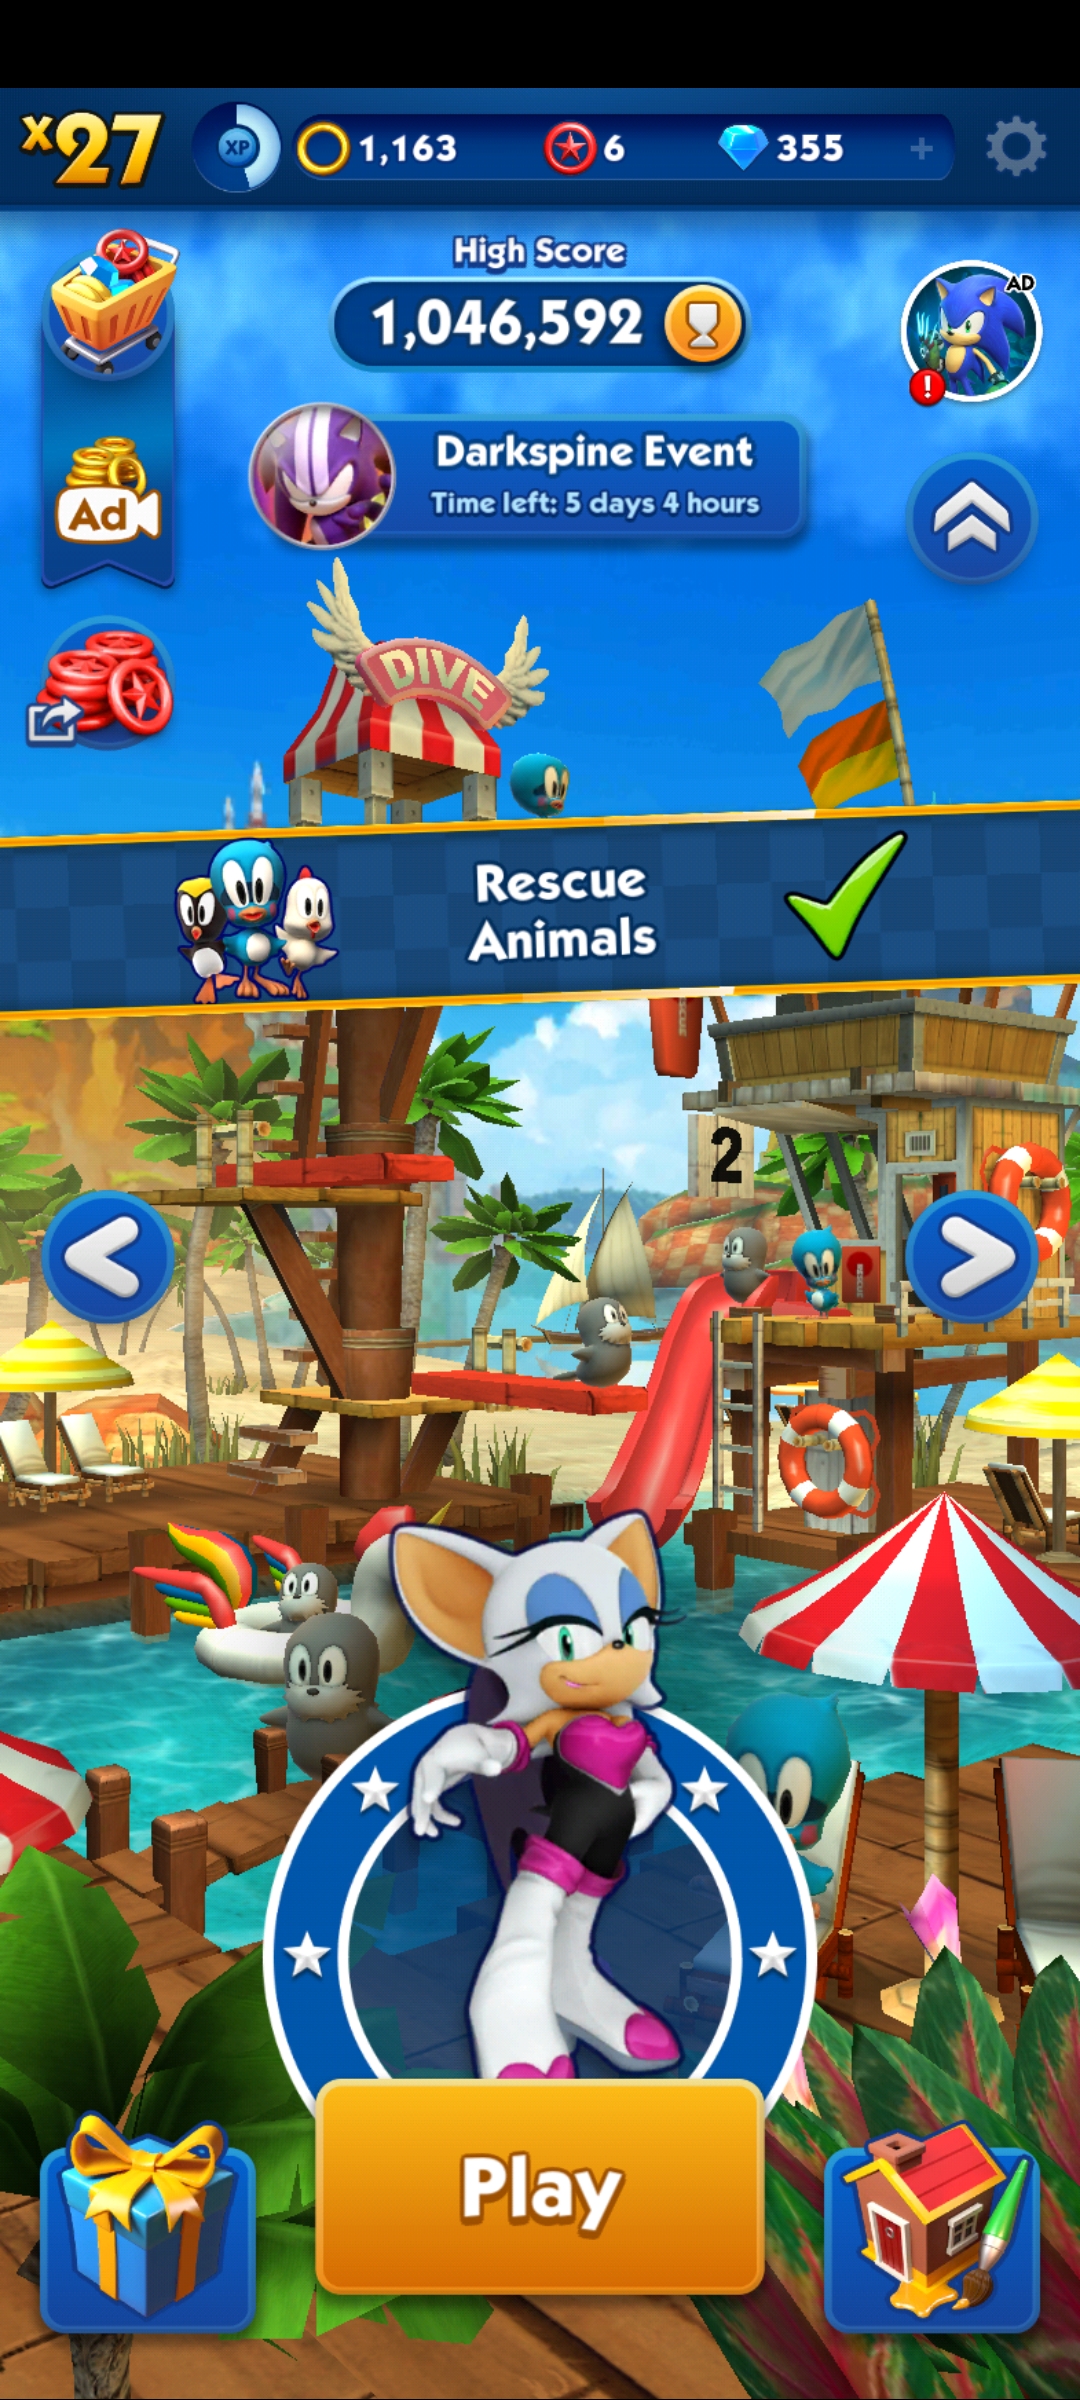 x27
XP
1,163
6
355
+
High Score
1,046,592
AD
!
Darkspine Event
Time left: 5 days 4 hours
Ad
DIVE
Rescue
Animals
2
Play